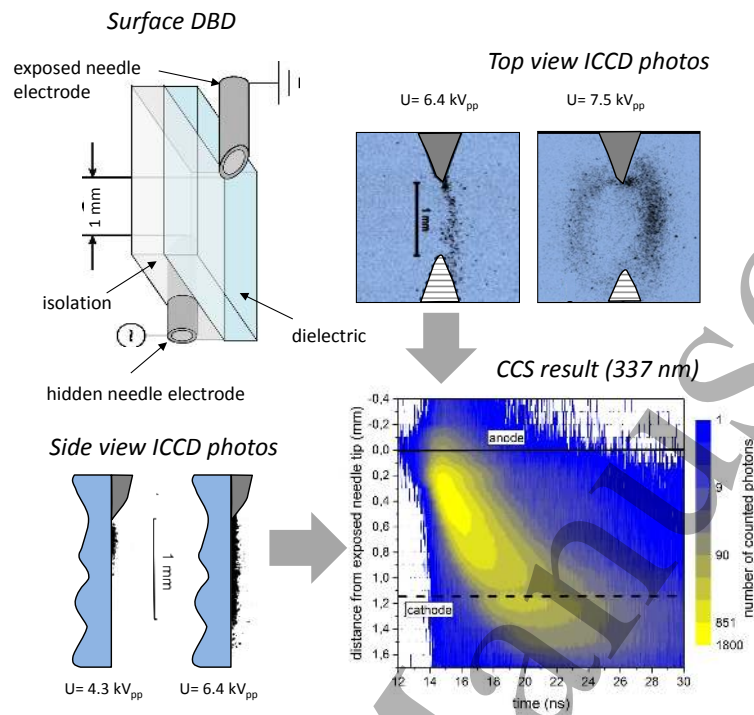 Surface DBD
exposed needle
electrode
1 mm
isolation
dielectric
~
hidden needle electrode
Top view ICCD photos
U= 6.4 kVpp
U= 7.5 kVpp
1 mm
Side view ICCD photos
1 mm
U= 4.3 kVpp
U= 6.4 kVpp
CCS result (337 nm)
distance from exposed needle tip (mm)
-0,4
-0,2
0,0
0,2
0,4
0,6
0,8
1,0
1,2
1,4
1,6
anode
cathode
12 14 16 18 20 22 24 26 28 30
time (ns)
1
9
90
851
1800
number of counted photons
anus